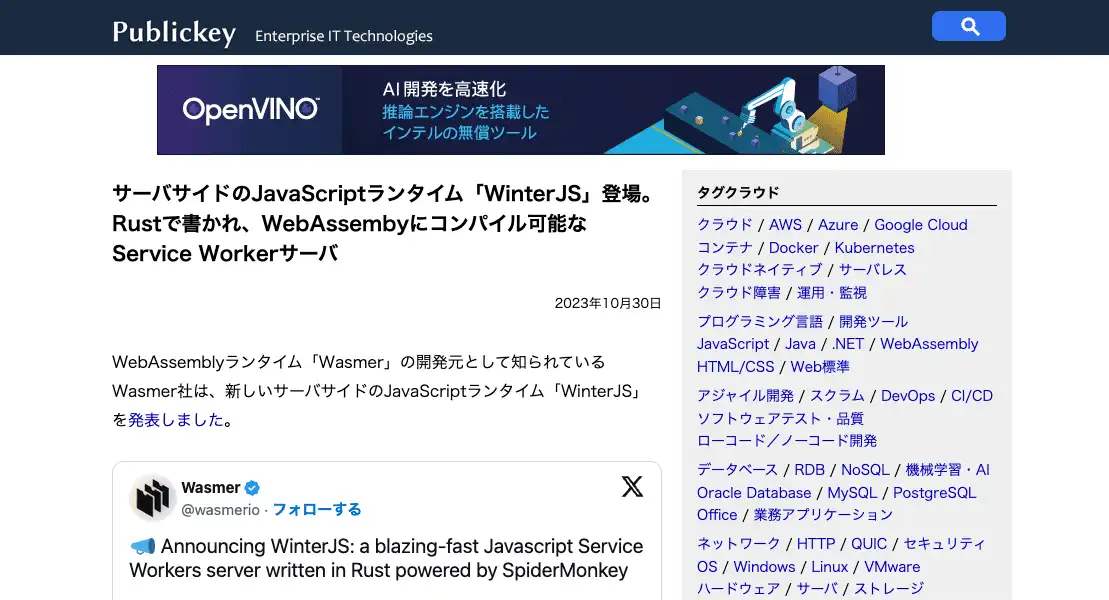 Publickey Enterprise IT Technologies
OpenVINO™
AI開発を高速化
推論エンジンを搭載した
インテルの無償ツール
サーバサイドのJavaScriptランタイム「WinterJS」登場。
Rustで書かれ、WebAssembyにコンパイル可能な
Service Workerサーバ
2023年10月30日
WebAssemblyランタイム「Wasmer」の開発元として知られている
Wasmer社は、新しいサーバサイドのJavaScriptランタイム「WinterJS」
を発表しました。
Wasmer
@wasmerio · フォローする
Announcing WinterJS: a blazing-fast Javascript Service
Workers server written in Rust powered by SpiderMonkey
タグクラウド
クラウド / AWS / Azure / Google Cloud
コンテナ / Docker / Kubernetes
クラウドネイティブ / サーバレス
クラウド障害 / 運用・監視
プログラミング言語 / 開発ツール
JavaScript / Java / .NET / WebAssembly
HTML/CSS / Web標準
アジャイル開発 / スクラム / DevOps / CI/CD
ソフトウェアテスト・品質
ローコード／ノーコード開発
データベース / RDB / NoSQL / 機械学習・AI
Oracle Database / MySQL / PostgreSQL
Office / 業務アプリケーション
ネットワーク / HTTP / QUIC / セキュリティ
OS / Windows / Linux / VMware
ハードウェア / サーバ / ストレージ